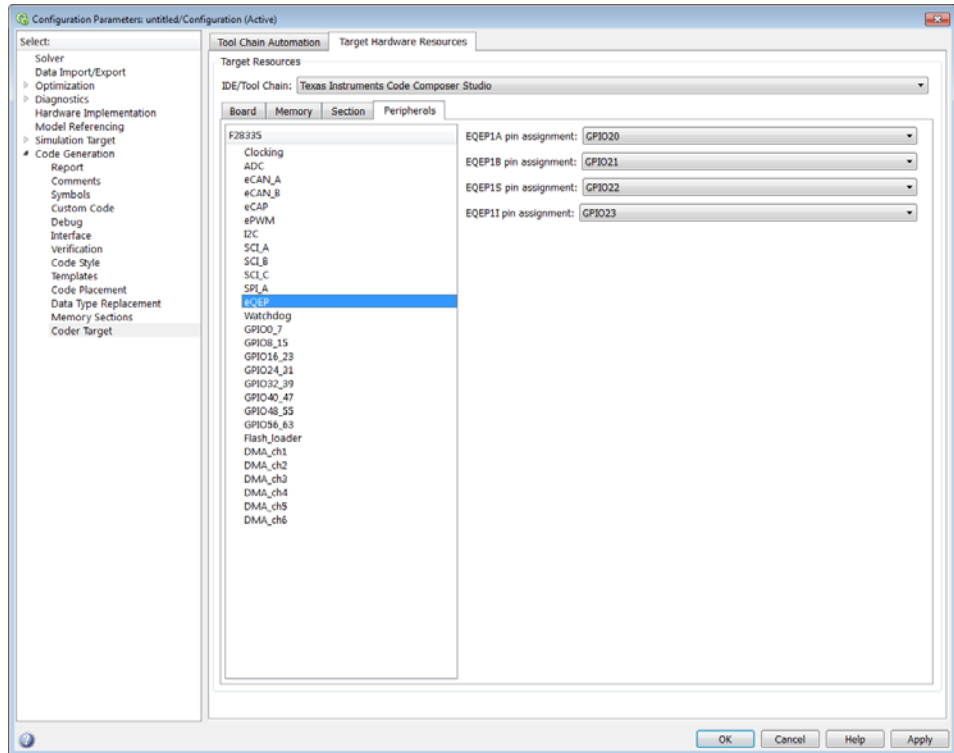 Configuration Parameters: untitled/Configuration (Active)
Select:
Solver
Data Import/Export
Optimization
Diagnostics
Hardware Implementation
Model Referencing
Simulation Target
Code Generation
Report
Comments
Symbols
Custom Code
Debug
Interface
Verification
Code Style
Templates
Code Placement
Data Type Replacement
Memory Sections
Coder Target
Tool Chain Automation Target Hardware Resources
Target Resources
IDE/Tool Chain: Texas Instruments Code Composer Studio
Board Memory Section Peripherals
F28335
Clocking
ADC
eCAN_A
eCAN_B
eCAP
ePWM
I2C
SCI_A
SCI_B
SCI_C
SPI_A
eQEP
Watchdog
GPIO0_7
GPIO8_15
GPIO16_23
GPIO24_31
GPIO32_39
GPIO40_47
GPIO48_55
GPIO56_63
Flash_loader
DMA_ch1
DMA_ch2
DMA_ch3
DMA_ch4
DMA_ch5
DMA_ch6
EQEP1A pin assignment: GPIO20
EQEP1B pin assignment: GPIO21
EQEP1S pin assignment: GPIO22
EQEP1I pin assignment: GPIO23
OK Cancel Help Apply